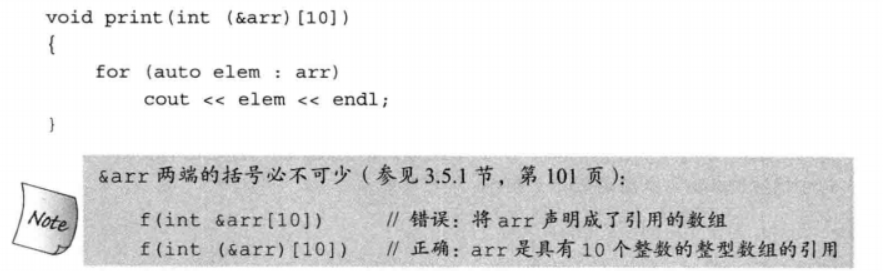 void print(int (&arr)[10])
{
for (auto elem : arr)
cout << elem << endl;
}
&arr 两端的括号必不可少（参见 3.5.1 节，第 101 页）：
Note
f(int &arr[10]) // 错误：将 arr 声明成了引用的数组
f(int (&arr)[10]) // 正确：arr 是具有 10 个整数的整型数组的引用